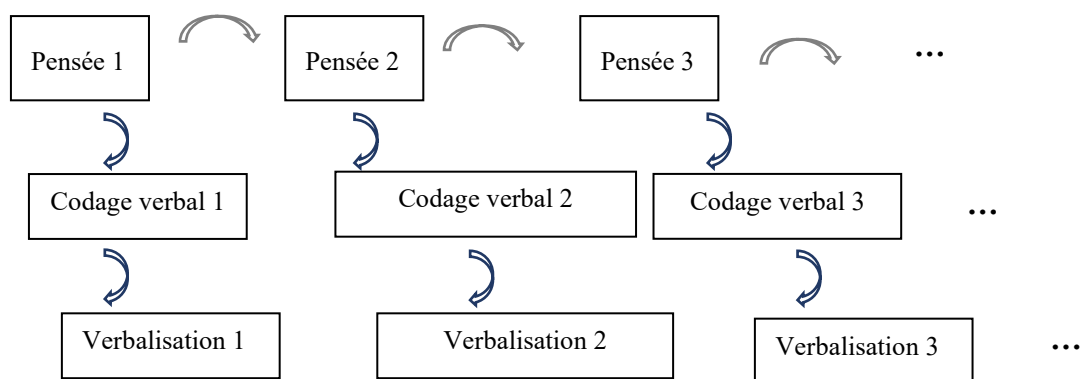 Pensée 1
Pensée 2
Pensée 3
...
Codage verbal 1
Codage verbal 2
Codage verbal 3
...
Verbalisation 1
Verbalisation 2
Verbalisation 3
...